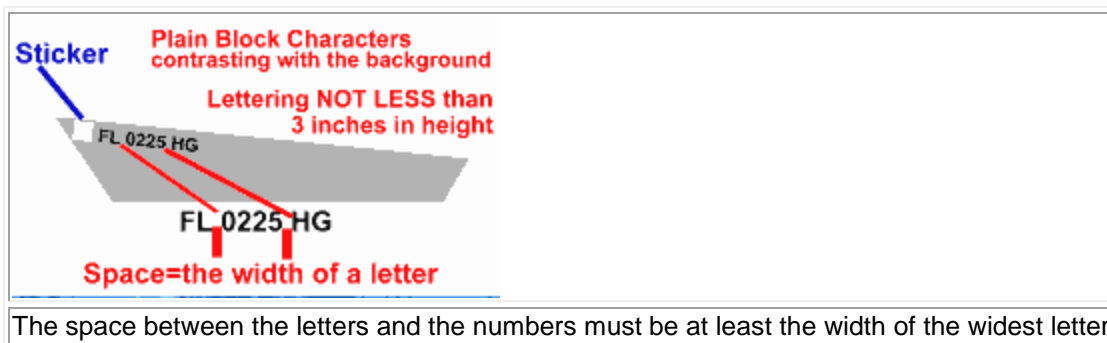 Sticker
Plain Block Characters
contrasting with the background
Lettering NOT LESS than
3 inches in height
FL 0225 HG
FL 0225 HG
Space=the width of a letter
The space between the letters and the numbers must be at least the width of the widest letter